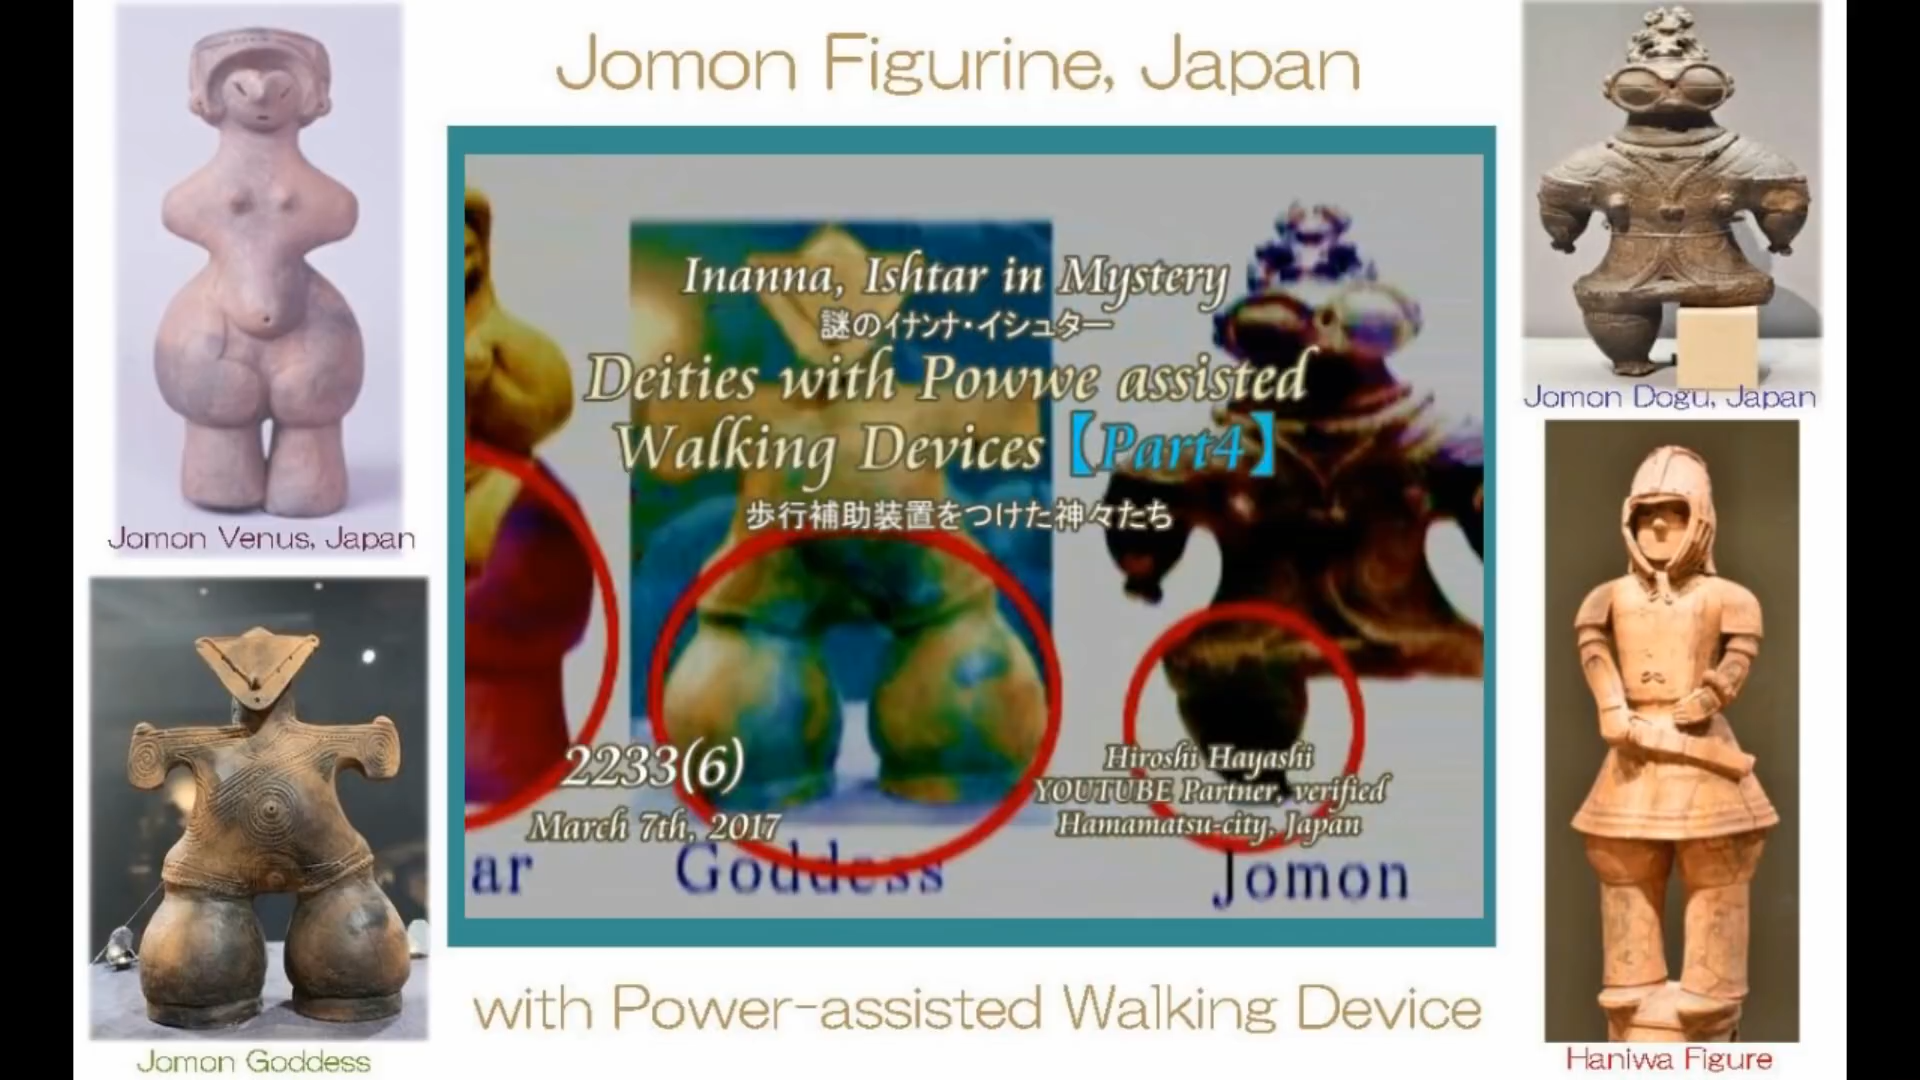 Jomon Figurine, Japan
Inanna, Ishtar in Mystery
謎のイナンナ・イシュター
Deities with Powwe assisted
Walking Devices【Part4】
歩行補助装置をつけた神々たち
2233(6)
March 7th, 2017
Hiroshi Hayashi
YOUTUBE Partner, verified
Hamamatsu-city, Japan
ar
Goddess
Jomon
with Power-assisted Walking Device
Jomon Venus, Japan
Jomon Goddess
Jomon Dogu, Japan
Haniwa Figure